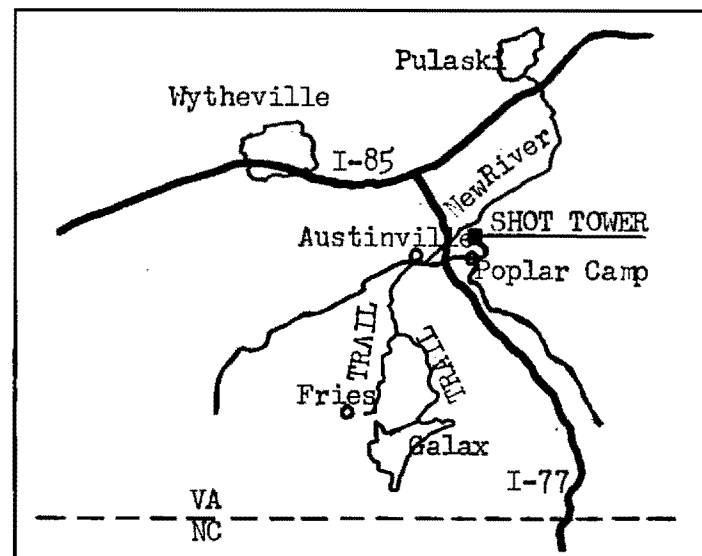 Pulaski
Wytheville
I-85
NewRiver
SHOT TOWER
Austinville
Poplar Camp
TRAIL
TRAIL
Fries
Galax
I-77
VA
NC